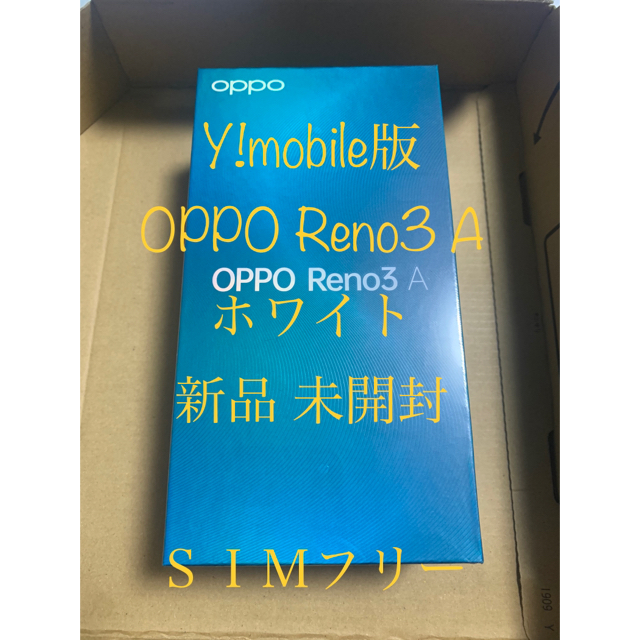 oppo
Y!mobile版
OPPO Reno3 A
OPPO Reno3 A
ホワイト
新品 未開封
ＳＩＭフリー